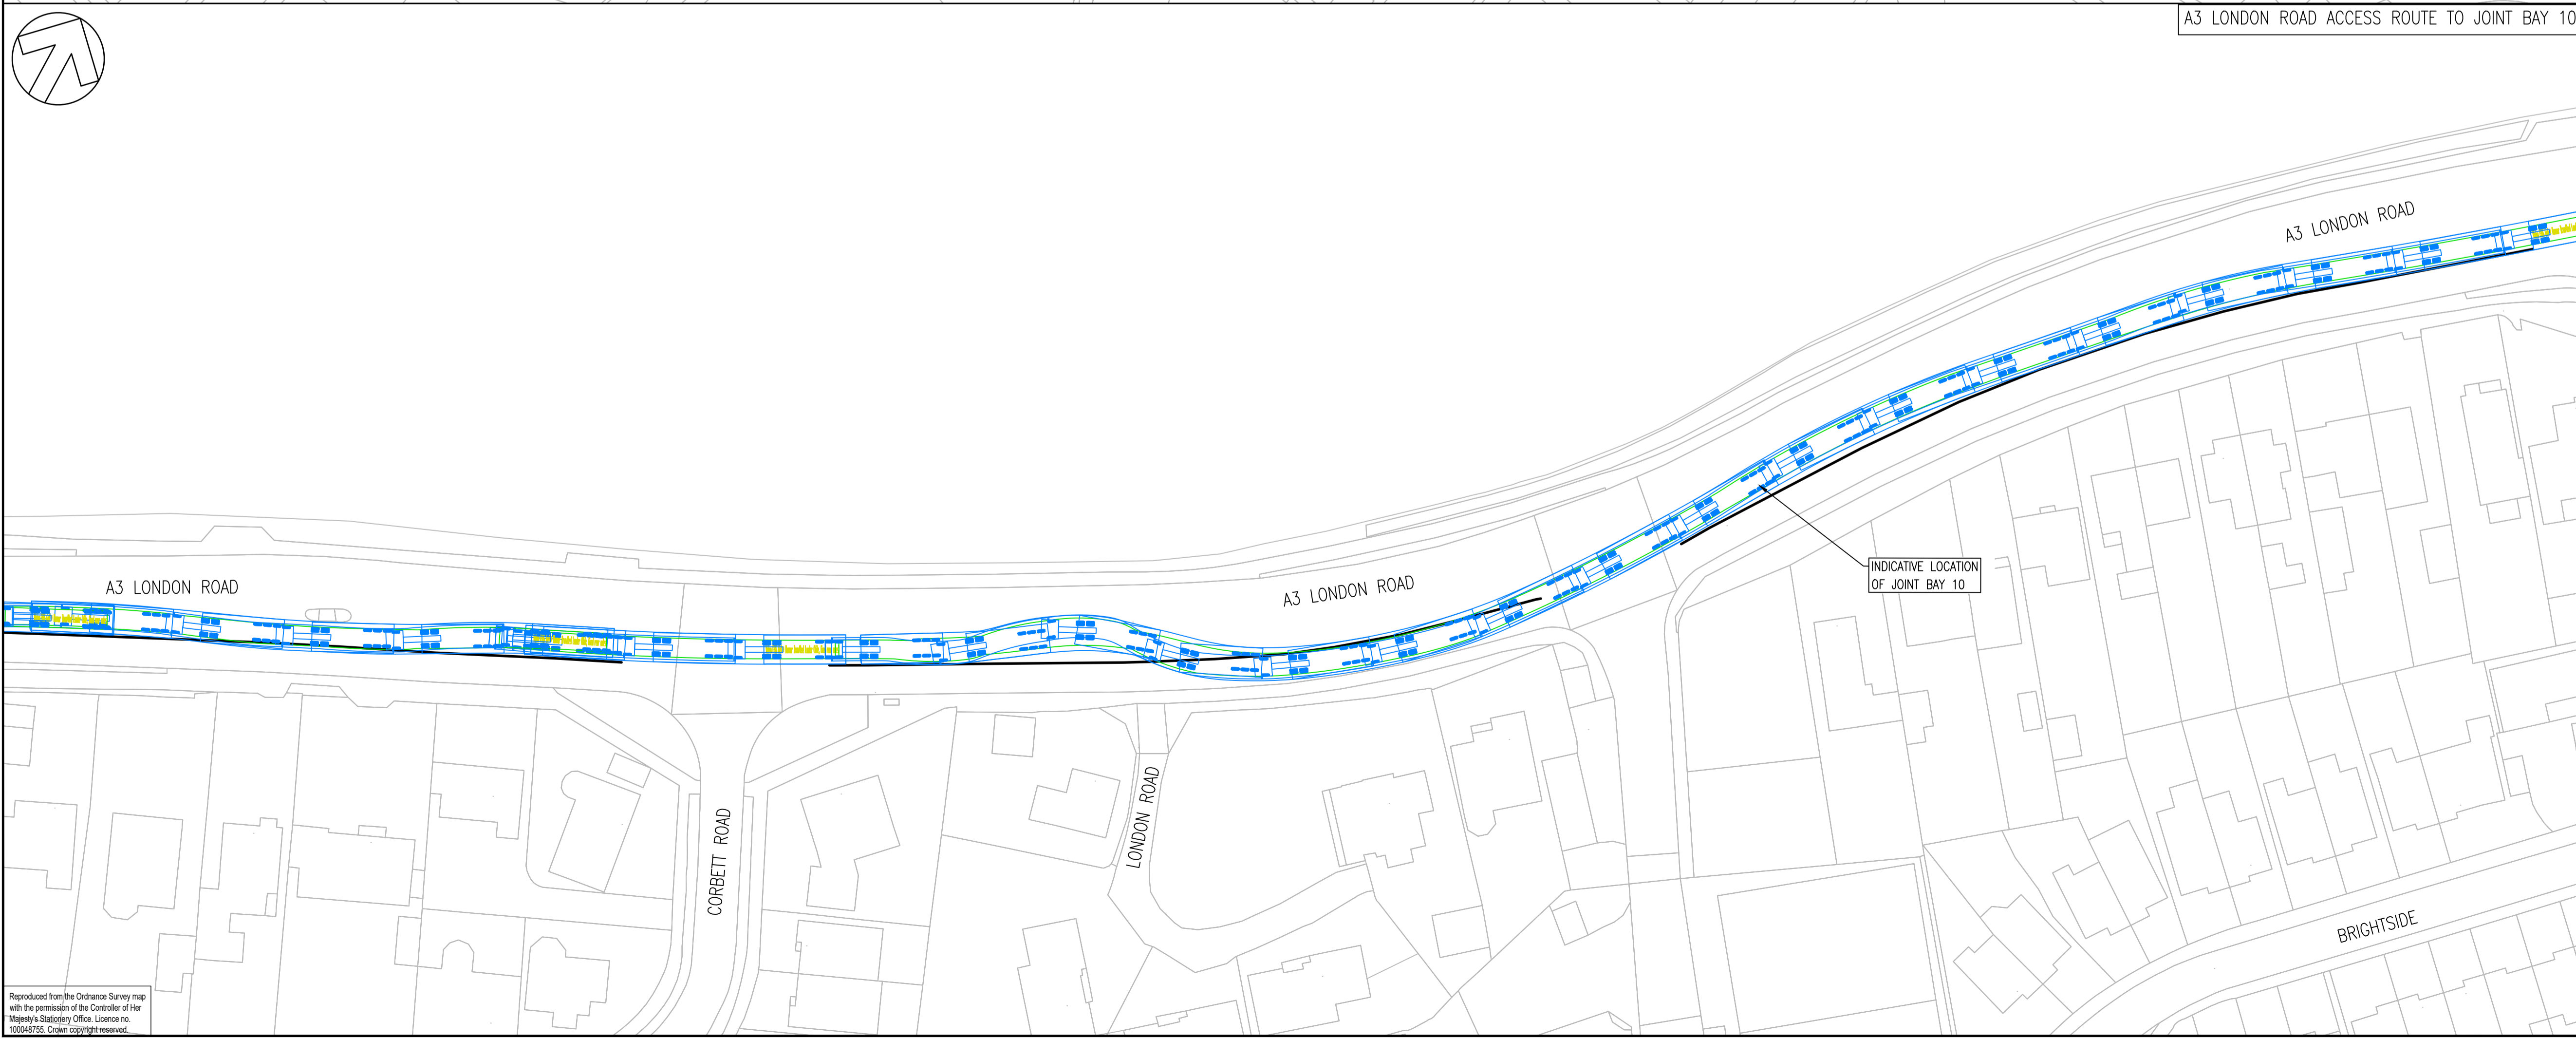 A3 LONDON ROAD ACCESS ROUTE TO JOINT BAY 10
A3 LONDON ROAD
A3 LONDON ROAD
A3 LONDON ROAD
INDICATIVE LOCATION
OF JOINT BAY 10
CORBETT ROAD
LONDON ROAD
BRIGHTSIDE
Reproduced from the Ordnance Survey map
with the permission of the Controller of Her
Majesty's Stationery Office. Licence no.
100048755. Crown copyright reserved.